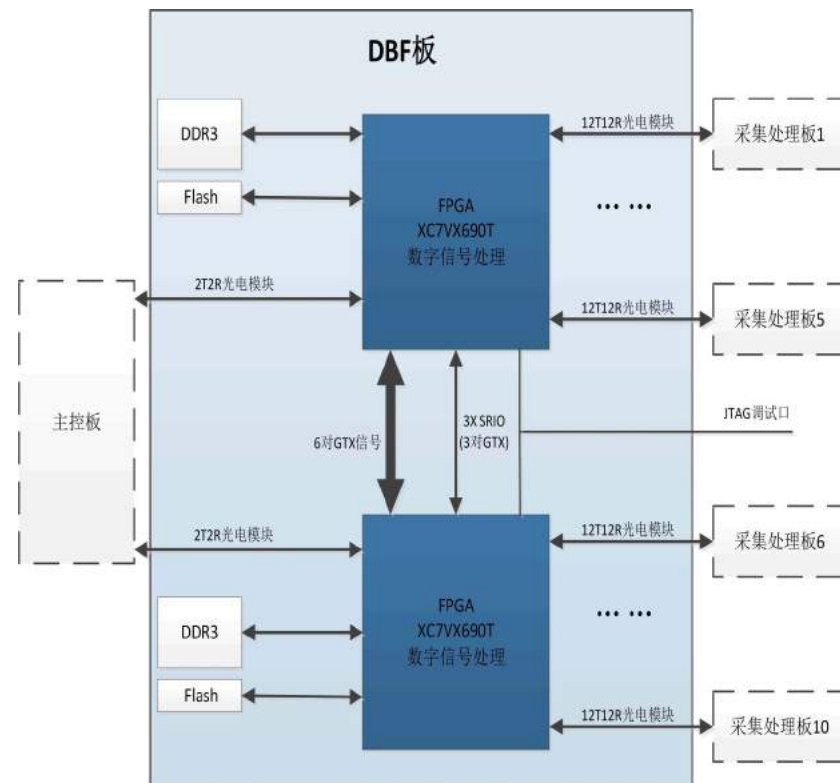 DBF板
DDR3
Flash
FPGA
XC7VX690T
数字信号处理
12T12R光电模块
采集处理板1
... ...
2T2R光电模块
12T12R光电模块
采集处理板5
主控板
6对GTX信号
3X SRIO
(3对GTX)
JTAG调试口
2T2R光电模块
12T12R光电模块
采集处理板6
DDR3
Flash
FPGA
XC7VX690T
数字信号处理
... ...
12T12R光电模块
采集处理板10